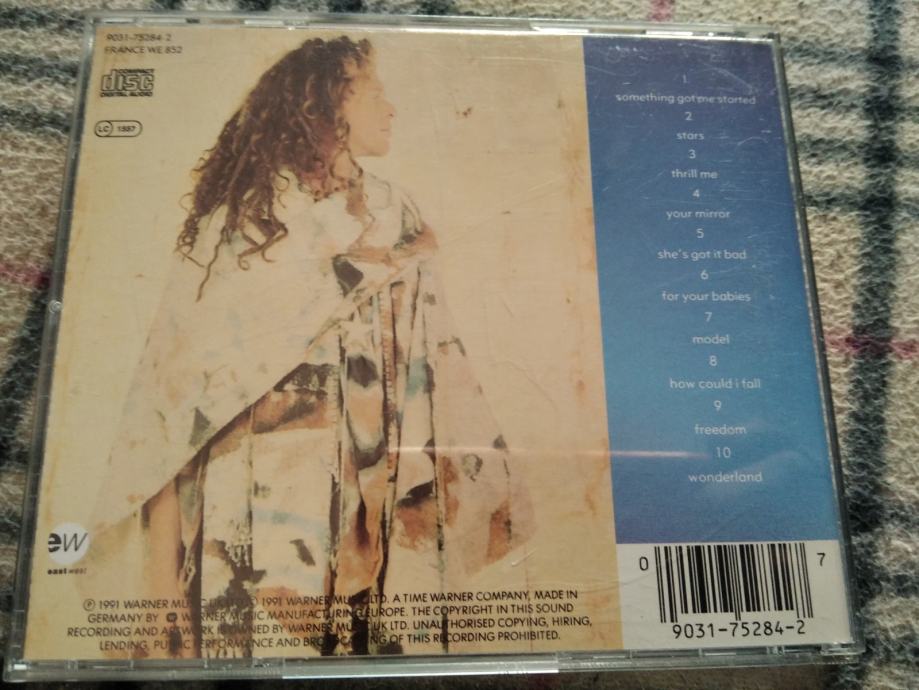 9031-75284-2
FRANCE WE 852
COMPACT
disc
DIGITAL AUDIO
LC 1557
1
something got me started
2
stars
3
thrill me
4
your mirror
5
she's got it bad
6
for your babies
7
model
8
how could i fall
9
freedom
10
wonderland
ew
east west
℗ 1991 WARNER MUSIC UK LTD. © 1991 WARNER MUSIC LTD. A TIME WARNER COMPANY, MADE IN
GERMANY BY WARNER MUSIC MANUFACTURING EUROPE. THE COPYRIGHT IN THIS SOUND
RECORDING AND ARTWORK IS OWNED BY WARNER MUSIC UK LTD. UNAUTHORISED COPYING, HIRING,
LENDING, PUBLIC PERFORMANCE AND BROADCASTING OF THIS RECORDING PROHIBITED.
0 7
9031-75284-2